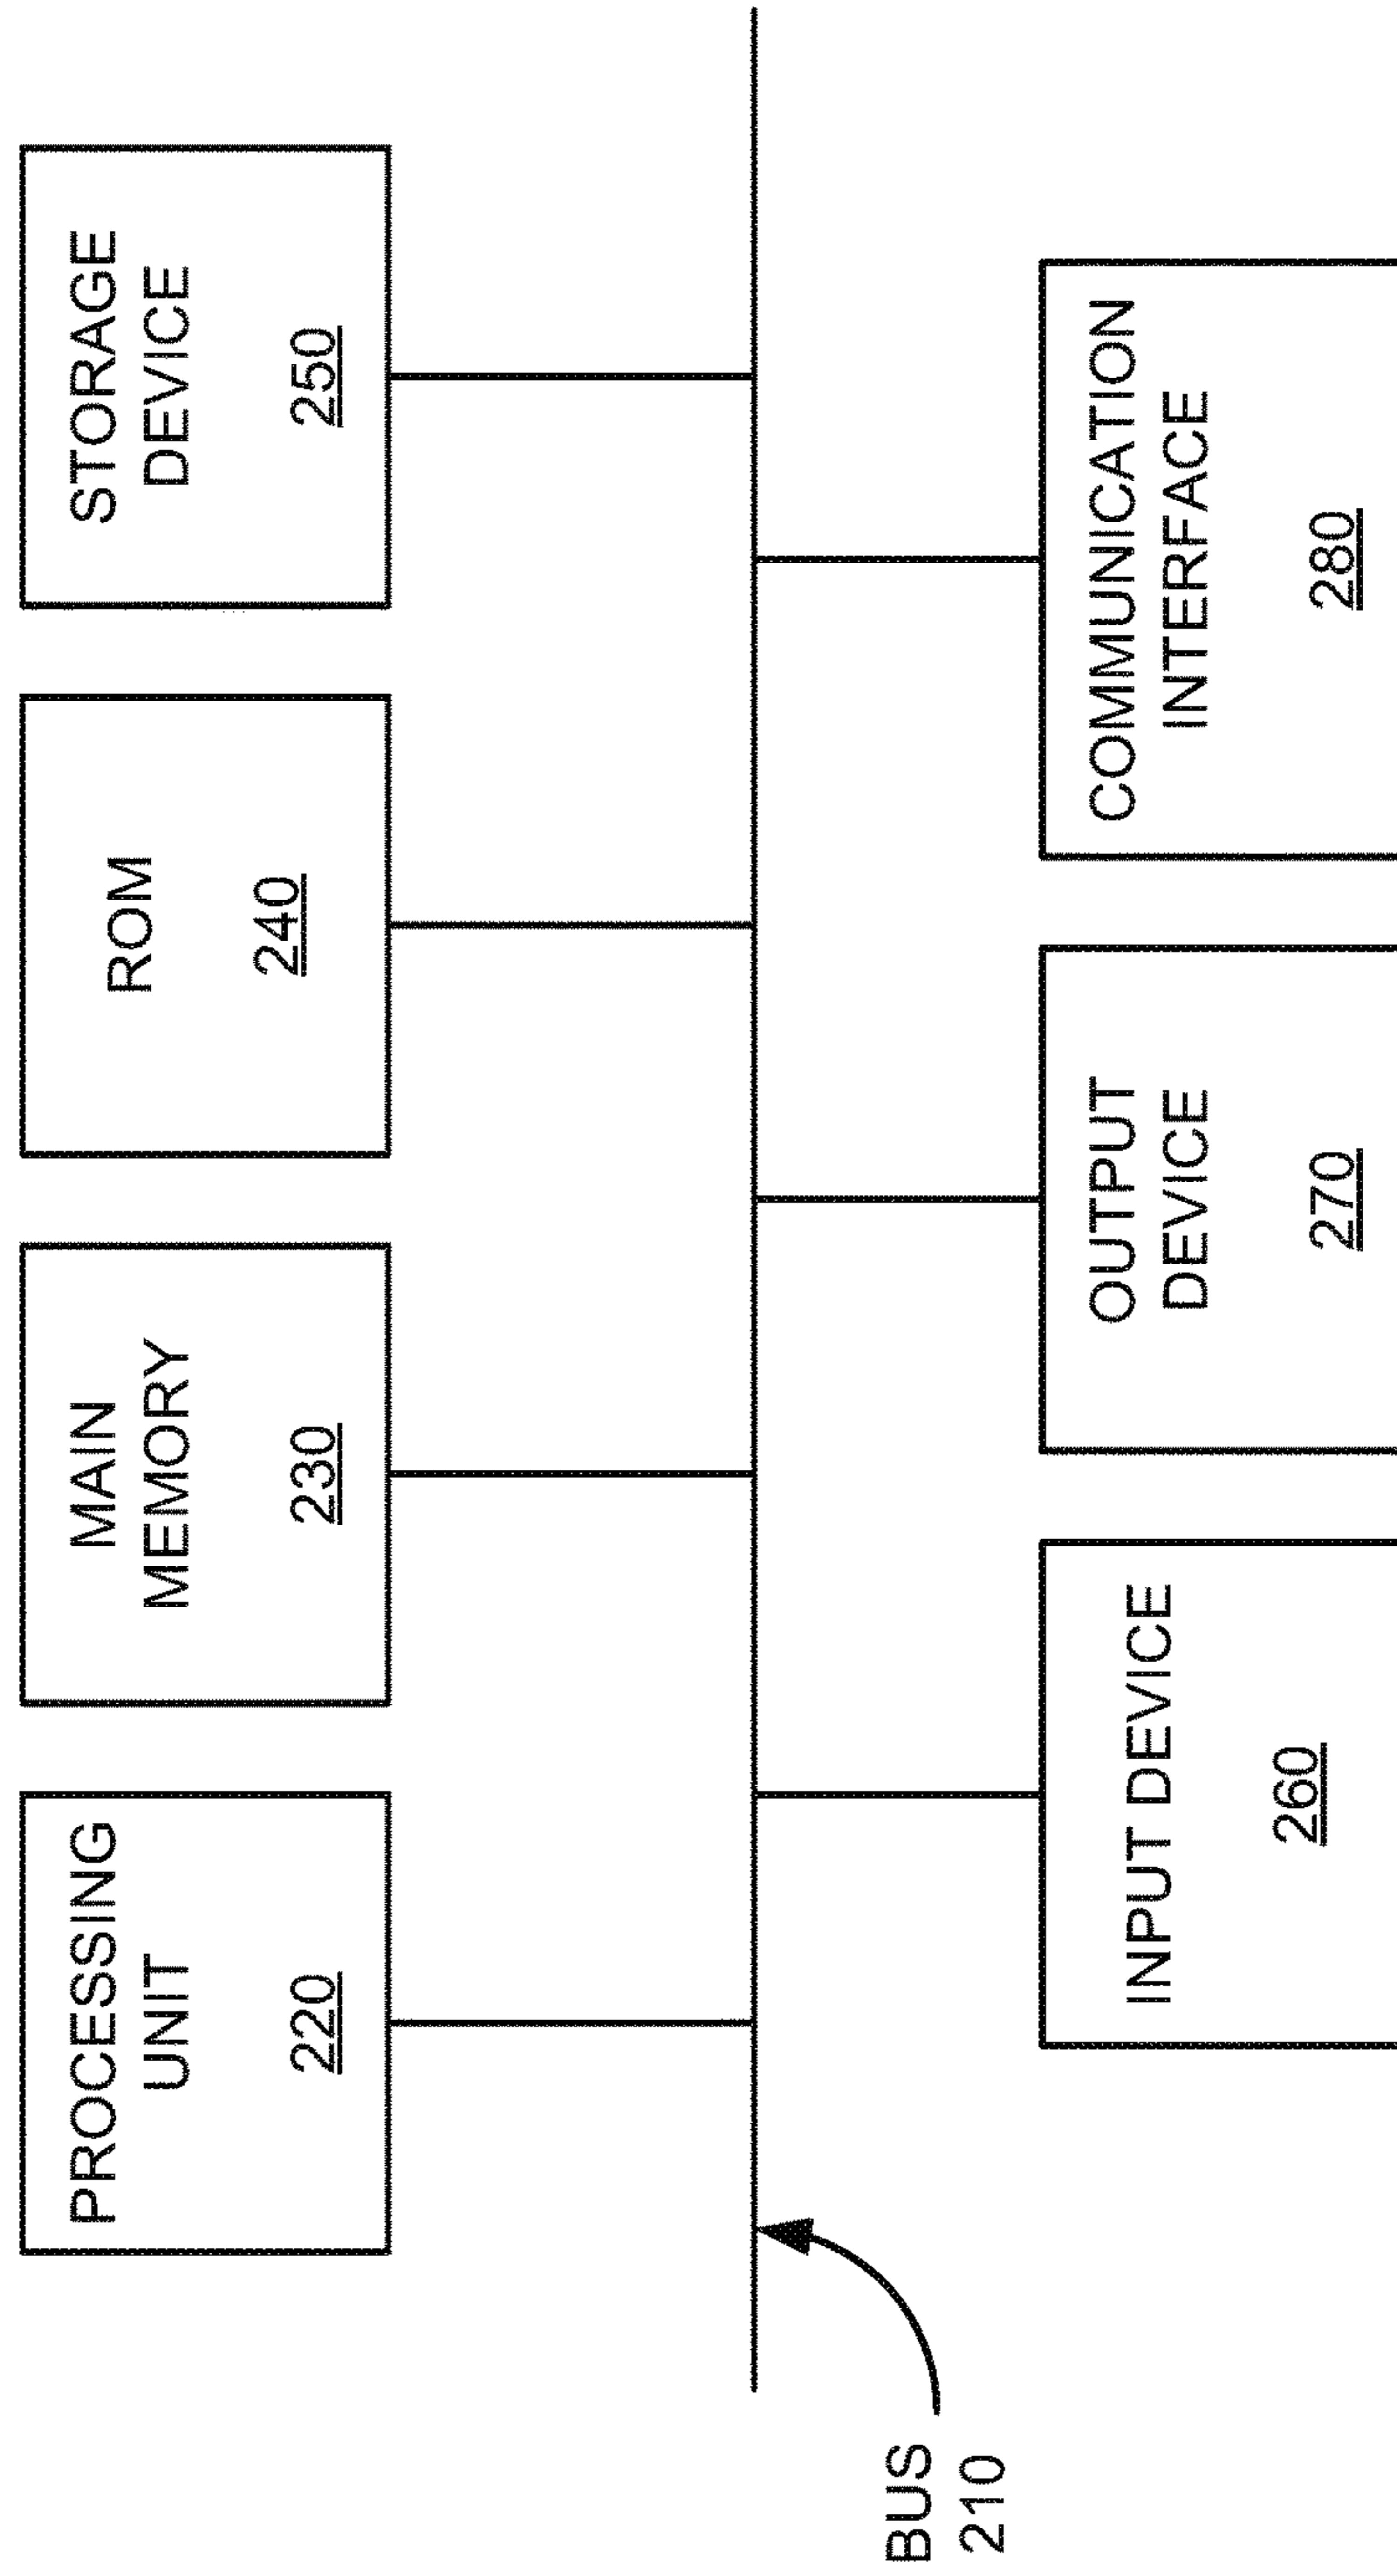 PROCESSING
UNIT
220
MAIN
MEMORY
230
ROM
240
STORAGE
DEVICE
250
BUS
210
INPUT DEVICE
260
OUTPUT
DEVICE
270
COMMUNICATION
INTERFACE
280